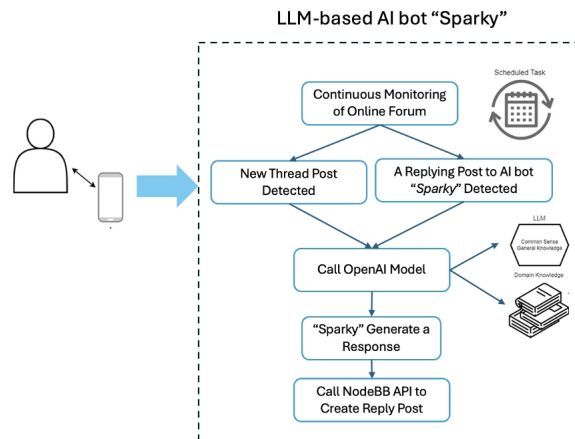 LLM-based AI bot “Sparky”
Scheduled Task
Continuous Monitoring
of Online Forum
New Thread Post
Detected
A Replying Post to AI bot
“Sparky” Detected
LLM
Common Sense
General Knowledge
Call OpenAI Model
Domain Knowledge
“Sparky” Generate a
Response
Call NodeBB API to
Create Reply Post